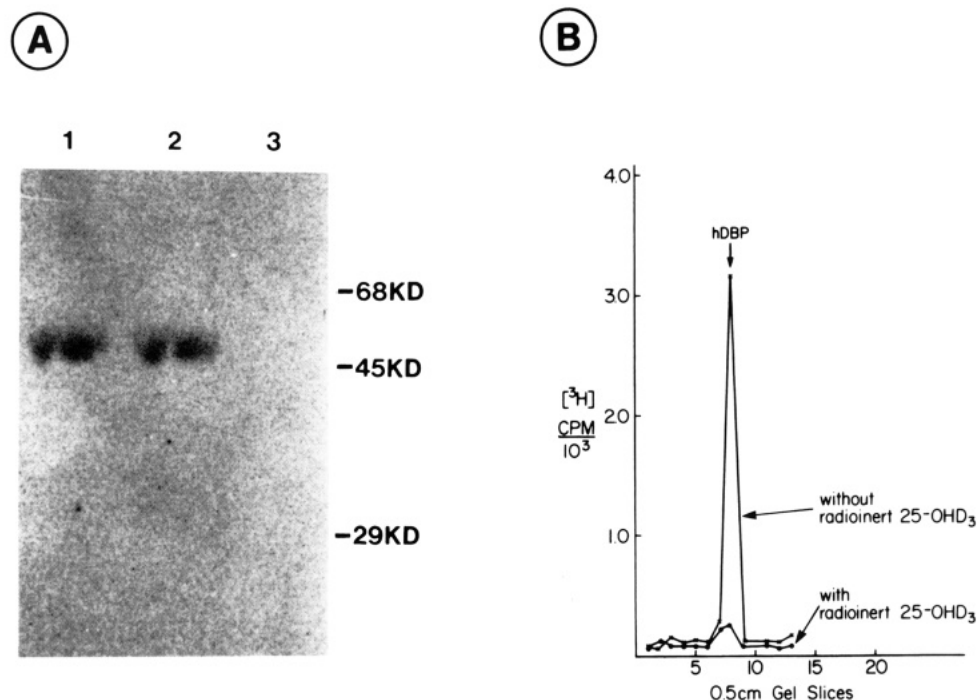 A
1 2 3
-68KD
-45KD
-29KD
B
4.0
hDBP
3.0
[³H]
CPM
10³
2.0
without
radioinert 25-OHD₃
1.0
with
radioinert 25-OHD₃
5 10 15 20
0.5cm Gel Slices